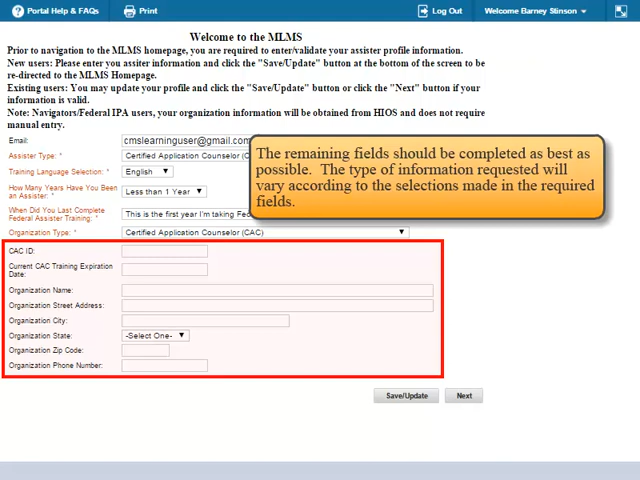 Portal Help & FAQs Print Log Out Welcome Barney Stinson
Welcome to the MLMS
Prior to navigation to the MLMS homepage, you are required to enter/validate your assister profile information.
New users: Please enter you assiter information and click the "Save/Update" button at the bottom of the screen to be
re-directed to the MLMS Homepage.
Existing users: You may update your profile and click the "Save/Update" button or click the "Next" button if your
information is valid.
Note: Navigators/Federal IPA users, your organization information will be obtained from HIOS and does not require
manual entry.
Email: cmslearninguser@gmail.com
Assister Type: * Certified Application Counselor (C
Training Language Selection: * English
How Many Years Have You Been
an Assister: * Less than 1 Year
When Did You Last Complete
Federal Assister Training: * This is the first year I'm taking Fed
Organization Type: * Certified Application Counselor (CAC)
The remaining fields should be completed as best as
possible. The type of information requested will
vary according to the selections made in the required
fields.
CAC ID:
Current CAC Training Expiration
Date:
Organization Name:
Organization Street Address:
Organization City:
Organization State: -Select One-
Organization Zip Code:
Organization Phone Number:
Save/Update Next